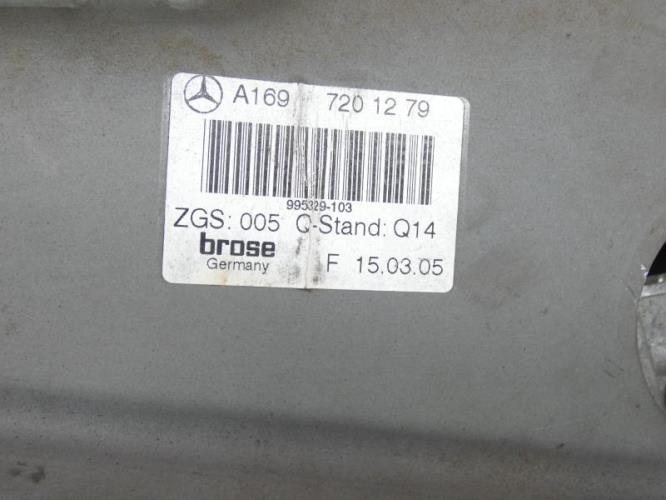 A169 720 12 79
995329-103
ZGS: 005 Q-Stand: Q14
brose
Germany F 15.03.05